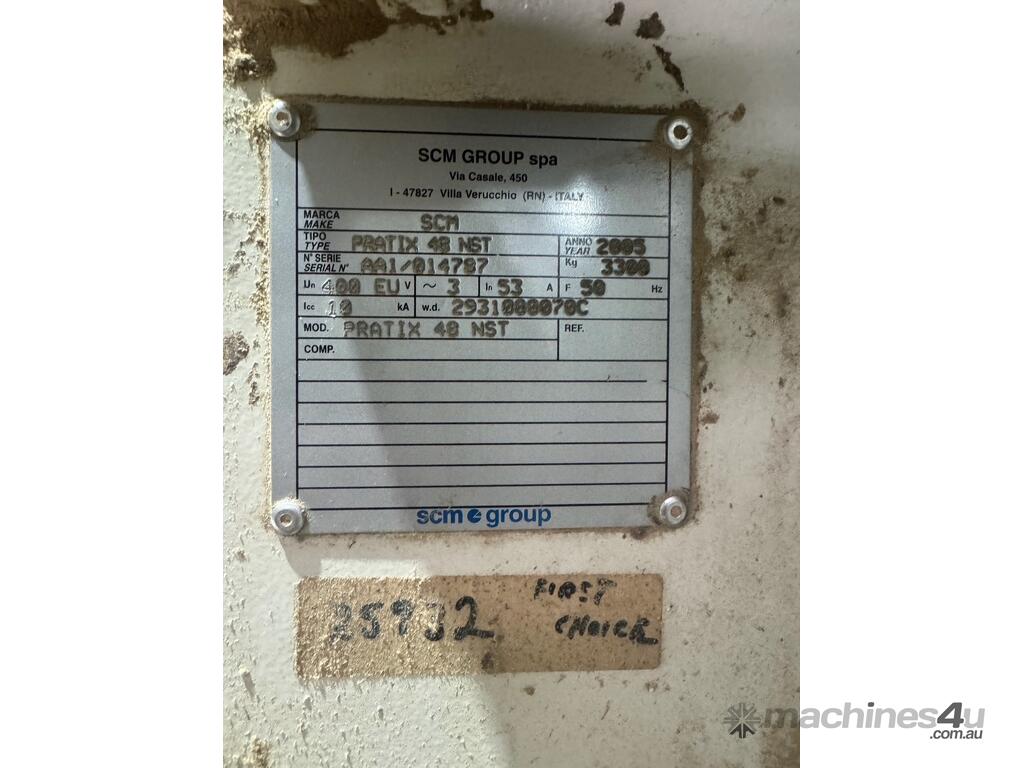 SCM GROUP spa
Via Casale, 450
I - 47827 Villa Verucchio (RN) - ITALY
MARCA
MAKE SCM
TIPO
TYPE PRATIX 48 NST ANNO
YEAR 2005
N° SERIE
SERIAL N° AA1/014787 Kg 3300
Un 400 EU V ~ 3 In 53 A F 50 Hz
Icc 10 kA w.d. 2931080070C
MOD. PRATIX 48 NST REF.
COMP.
scm group
25932 FIRST
CHOICE
machines4u
.com.au